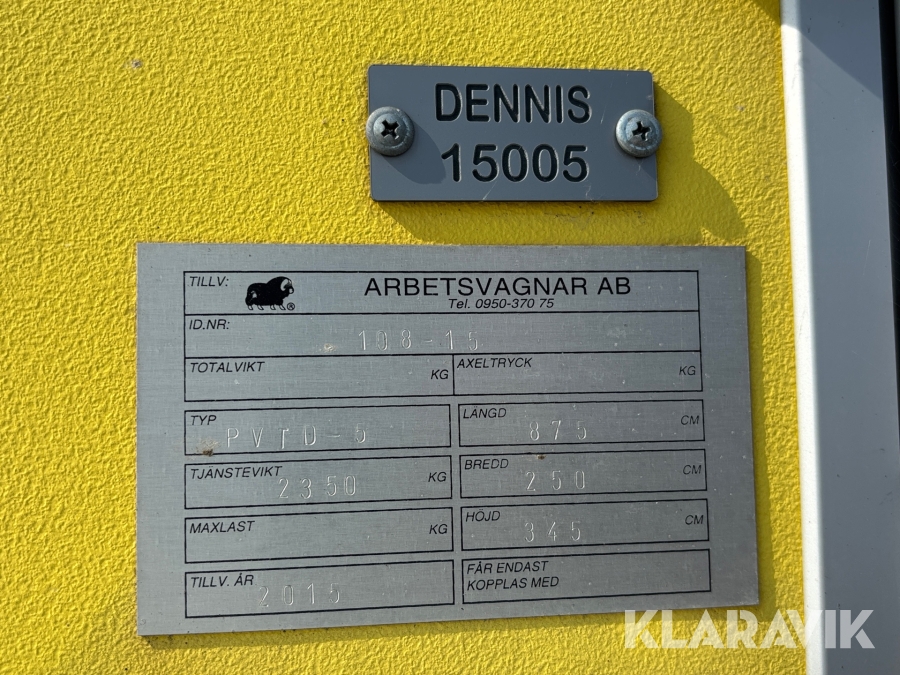 DENNIS
15005
TILLV: ARBETSVAGNAR AB
®
Tel. 0950-370 75
ID.NR: 108-15
TOTALVIKT KG AXELTRYCK KG
TYP PVTD-5 LÄNGD 875 CM
TJÄNSTEVIKT 2350 KG BREDD 250 CM
MAXLAST KG HÖJD 345 CM
TILLV. ÅR 2015 FÅR ENDAST
KOPPLAS MED
KLARAVIK